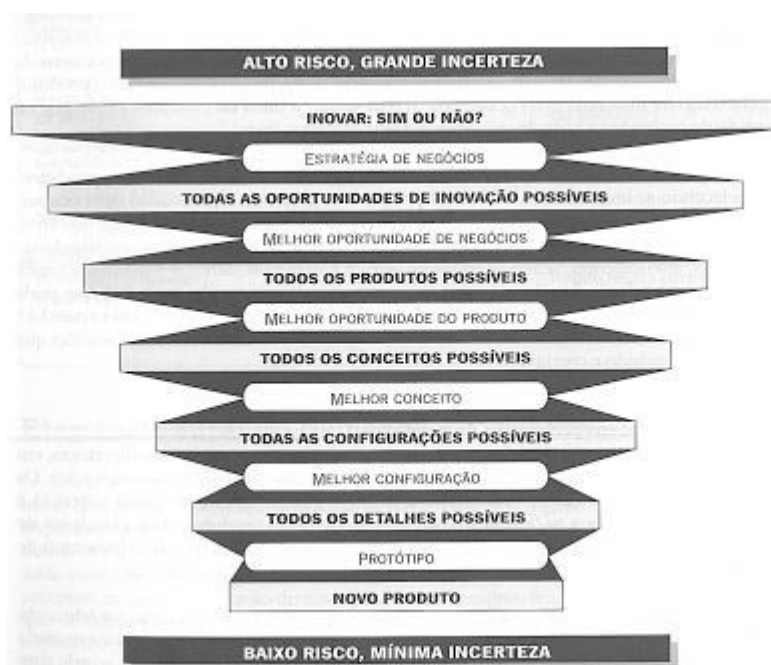 ALTO RISCO, GRANDE INCERTEZA
INOVAR: SIM OU NÃO?
ESTRATÉGIA DE NEGÓCIOS
TODAS AS OPORTUNIDADES DE INOVAÇÃO POSSÍVEIS
MELHOR OPORTUNIDADE DE NEGÓCIOS
TODOS OS PRODUTOS POSSÍVEIS
MELHOR OPORTUNIDADE DO PRODUTO
TODOS OS CONCEITOS POSSÍVEIS
MELHOR CONCEITO
TODAS AS CONFIGURAÇÕES POSSÍVEIS
MELHOR CONFIGURAÇÃO
TODOS OS DETALHES POSSÍVEIS
PROTÓTIPO
NOVO PRODUTO
BAIXO RISCO, MÍNIMA INCERTEZA